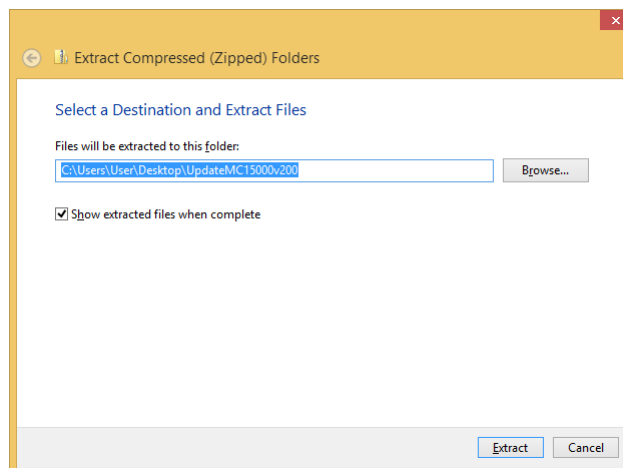 Extract Compressed (Zipped) Folders
Select a Destination and Extract Files
Files will be extracted to this folder:
C:\Users\User\Desktop\UpdateMC15000v200
Browse...
Show extracted files when complete
Extract
Cancel